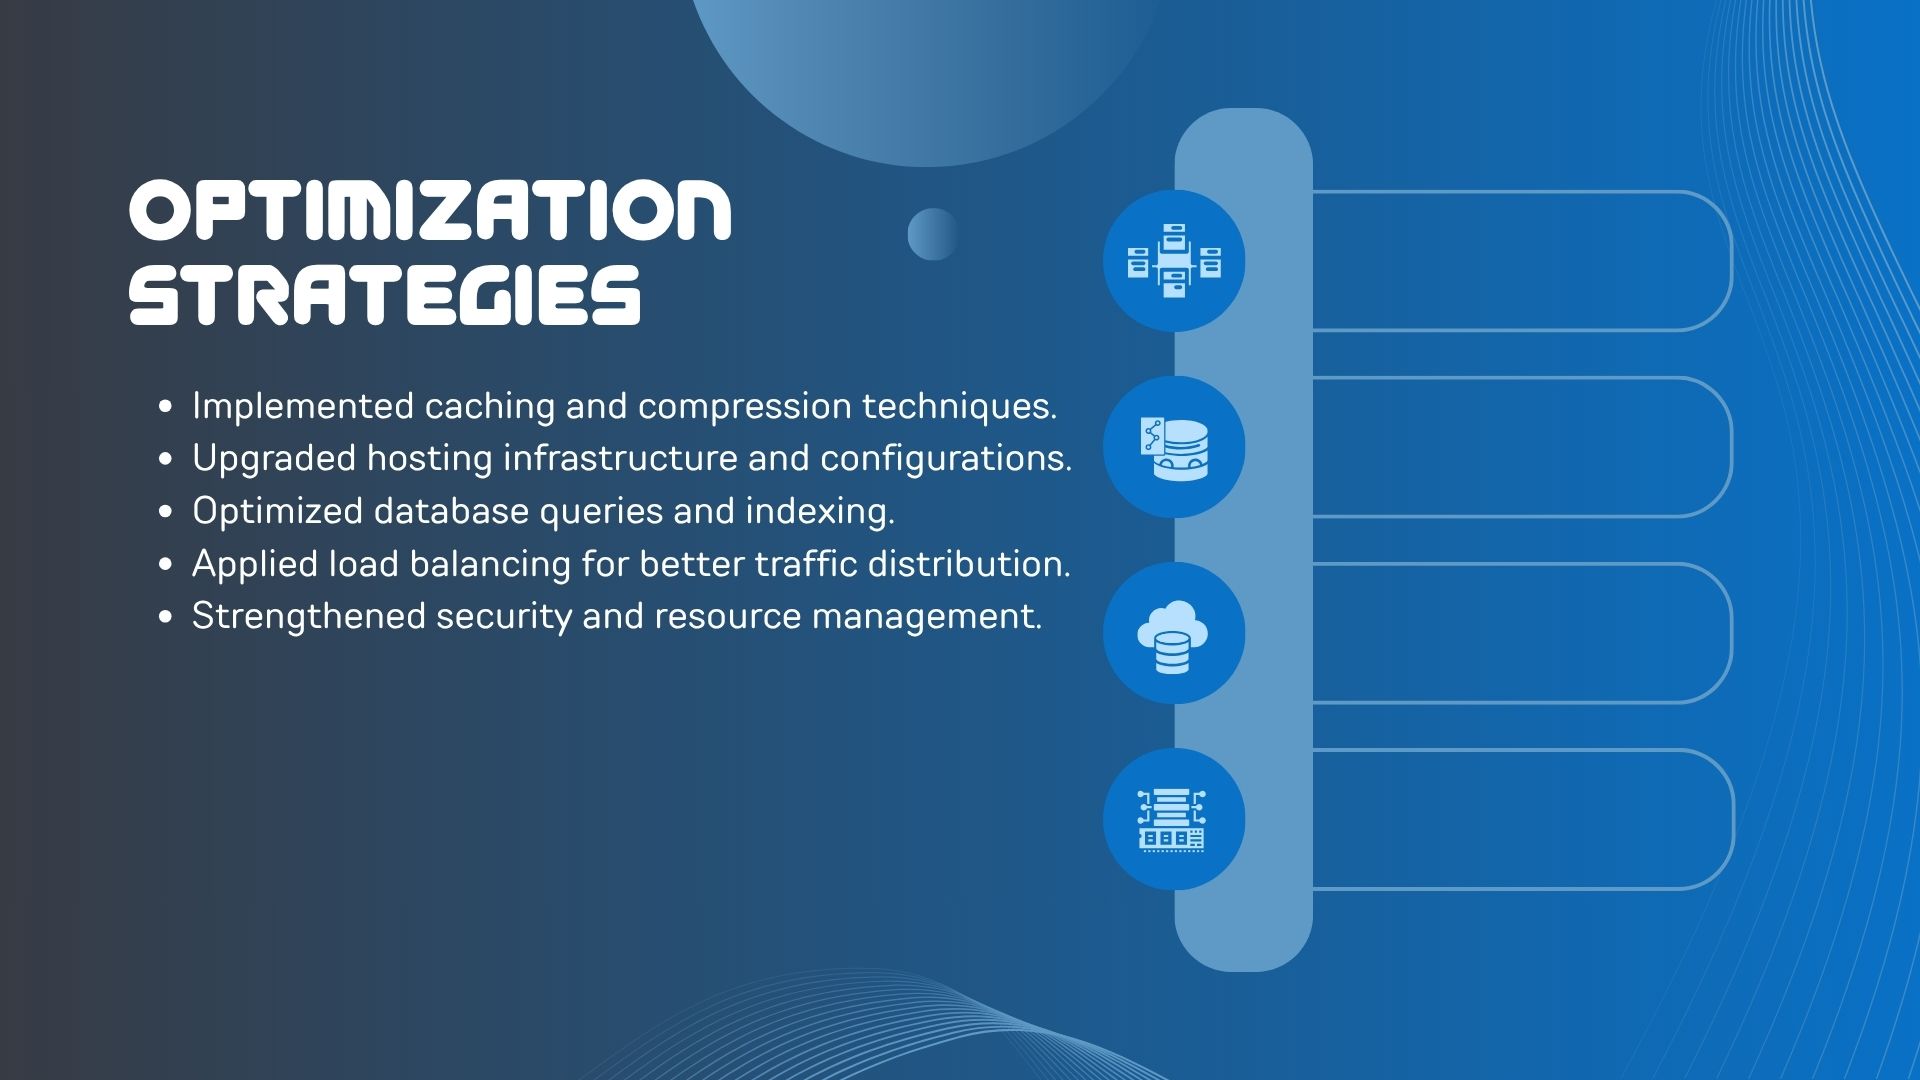 OPTIMIZATION
STRATEGIES
• Implemented caching and compression techniques.
• Upgraded hosting infrastructure and configurations.
• Optimized database queries and indexing.
• Applied load balancing for better traffic distribution.
• Strengthened security and resource management.